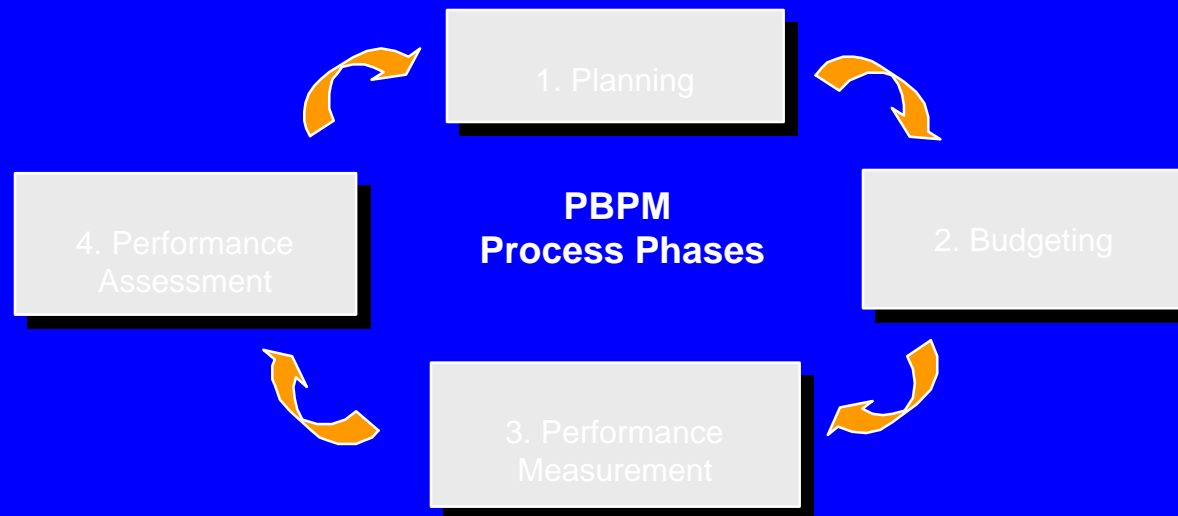 1. Planning
PBPM
Process Phases
2. Budgeting
4. Performance
Assessment
3. Performance
Measurement